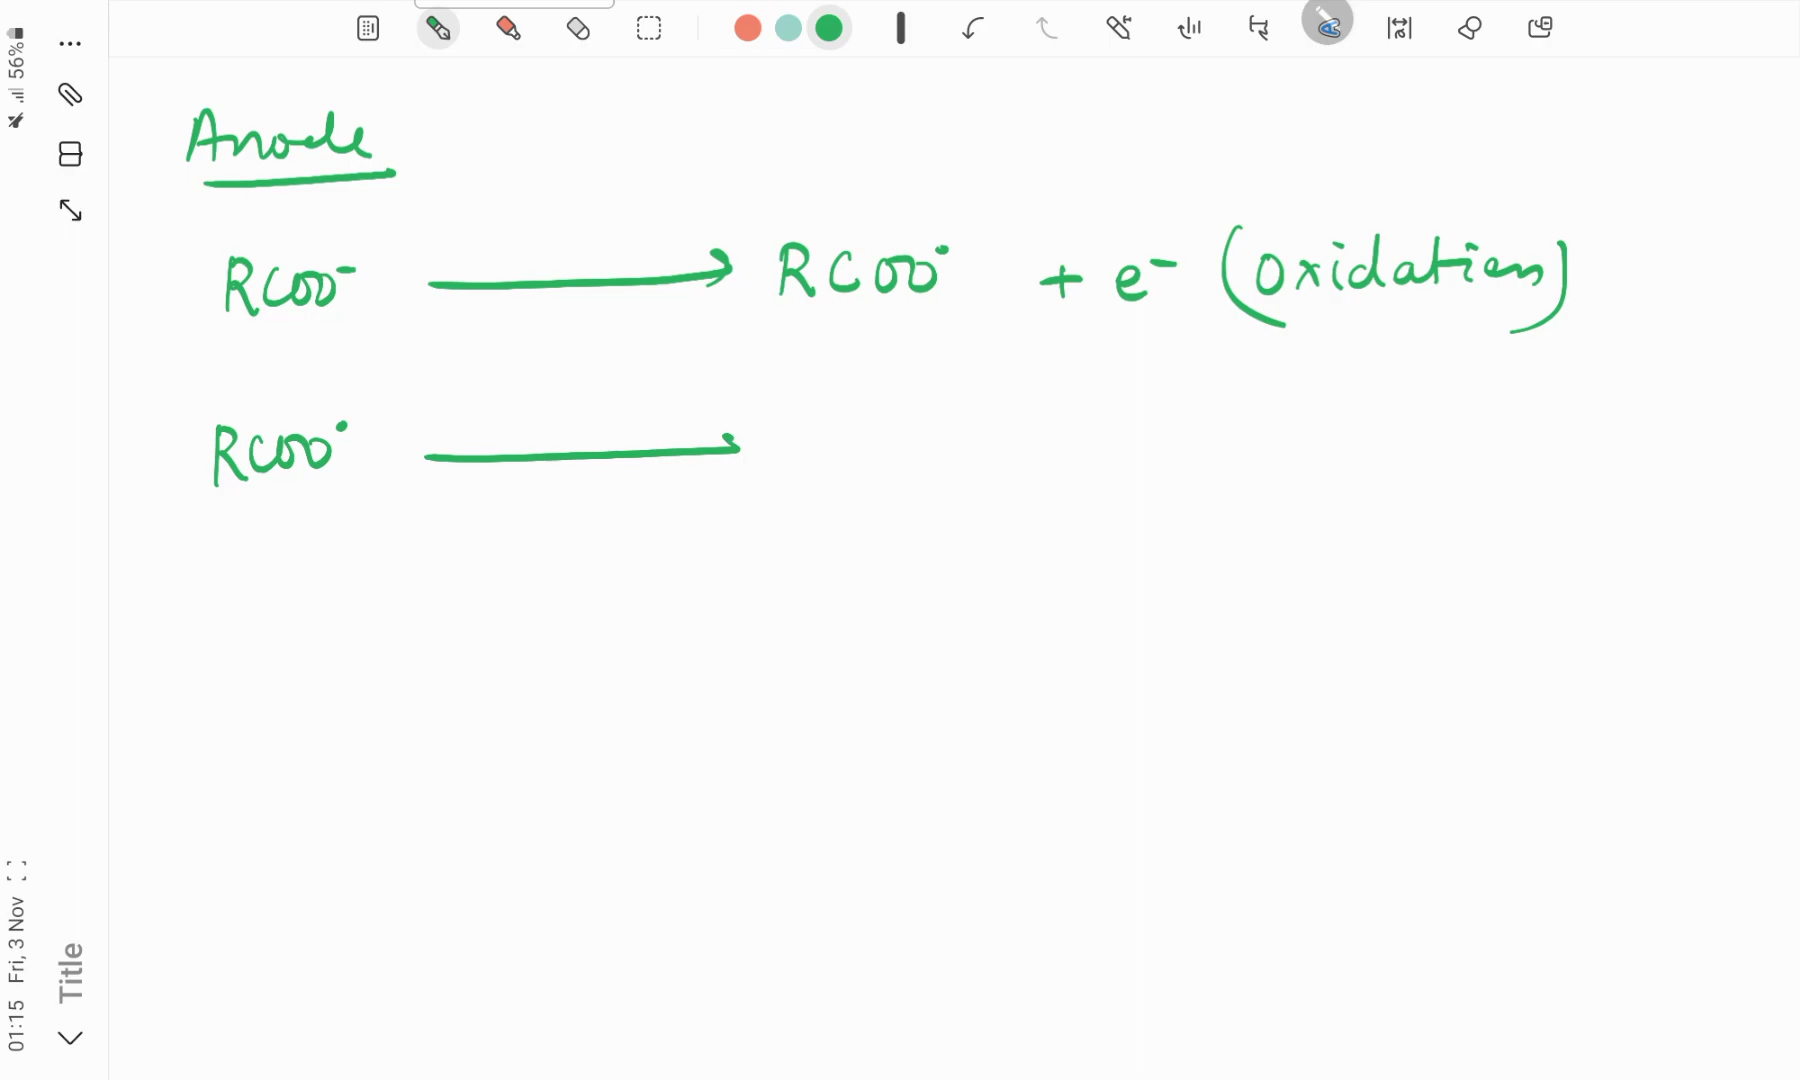 56%
Anode
RCOO⁻ ⟶ RCOO• + e⁻ (Oxidation)
RCOO• ⟶
01:15 Fri, 3 Nov
Title